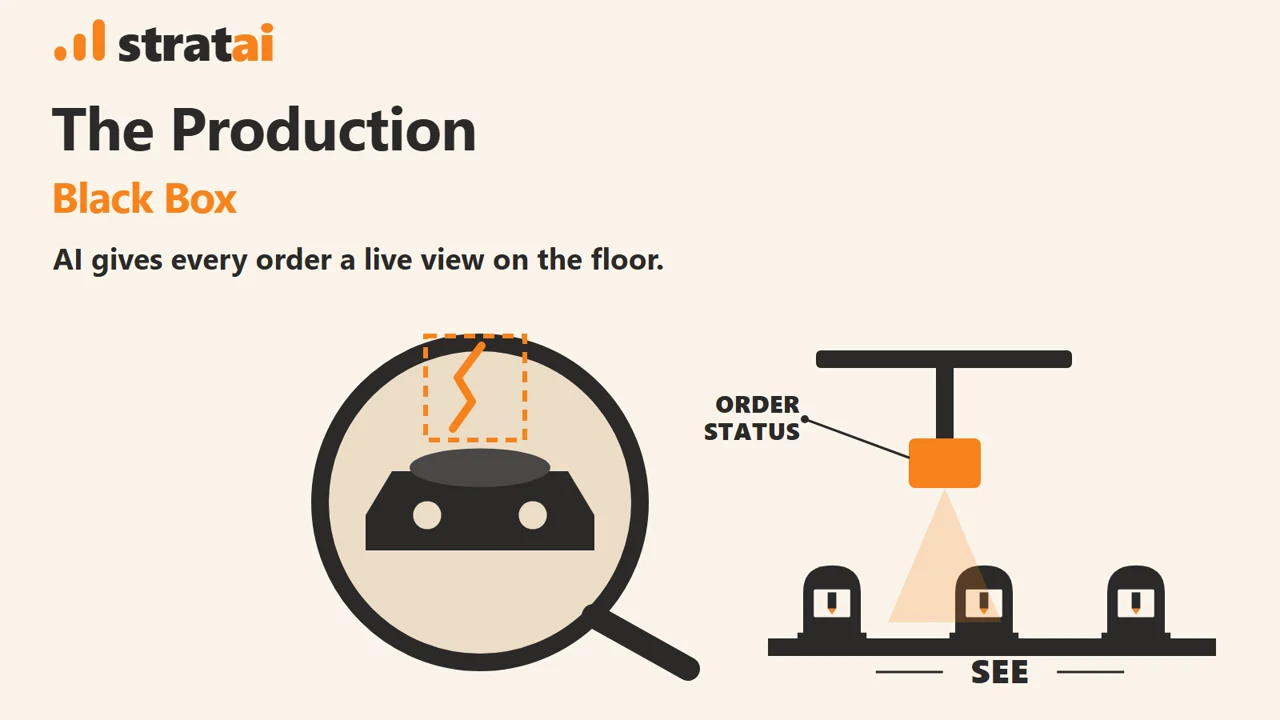 stratai
The Production
Black Box
AI gives every order a live view on the floor.
ORDER
STATUS
SEE